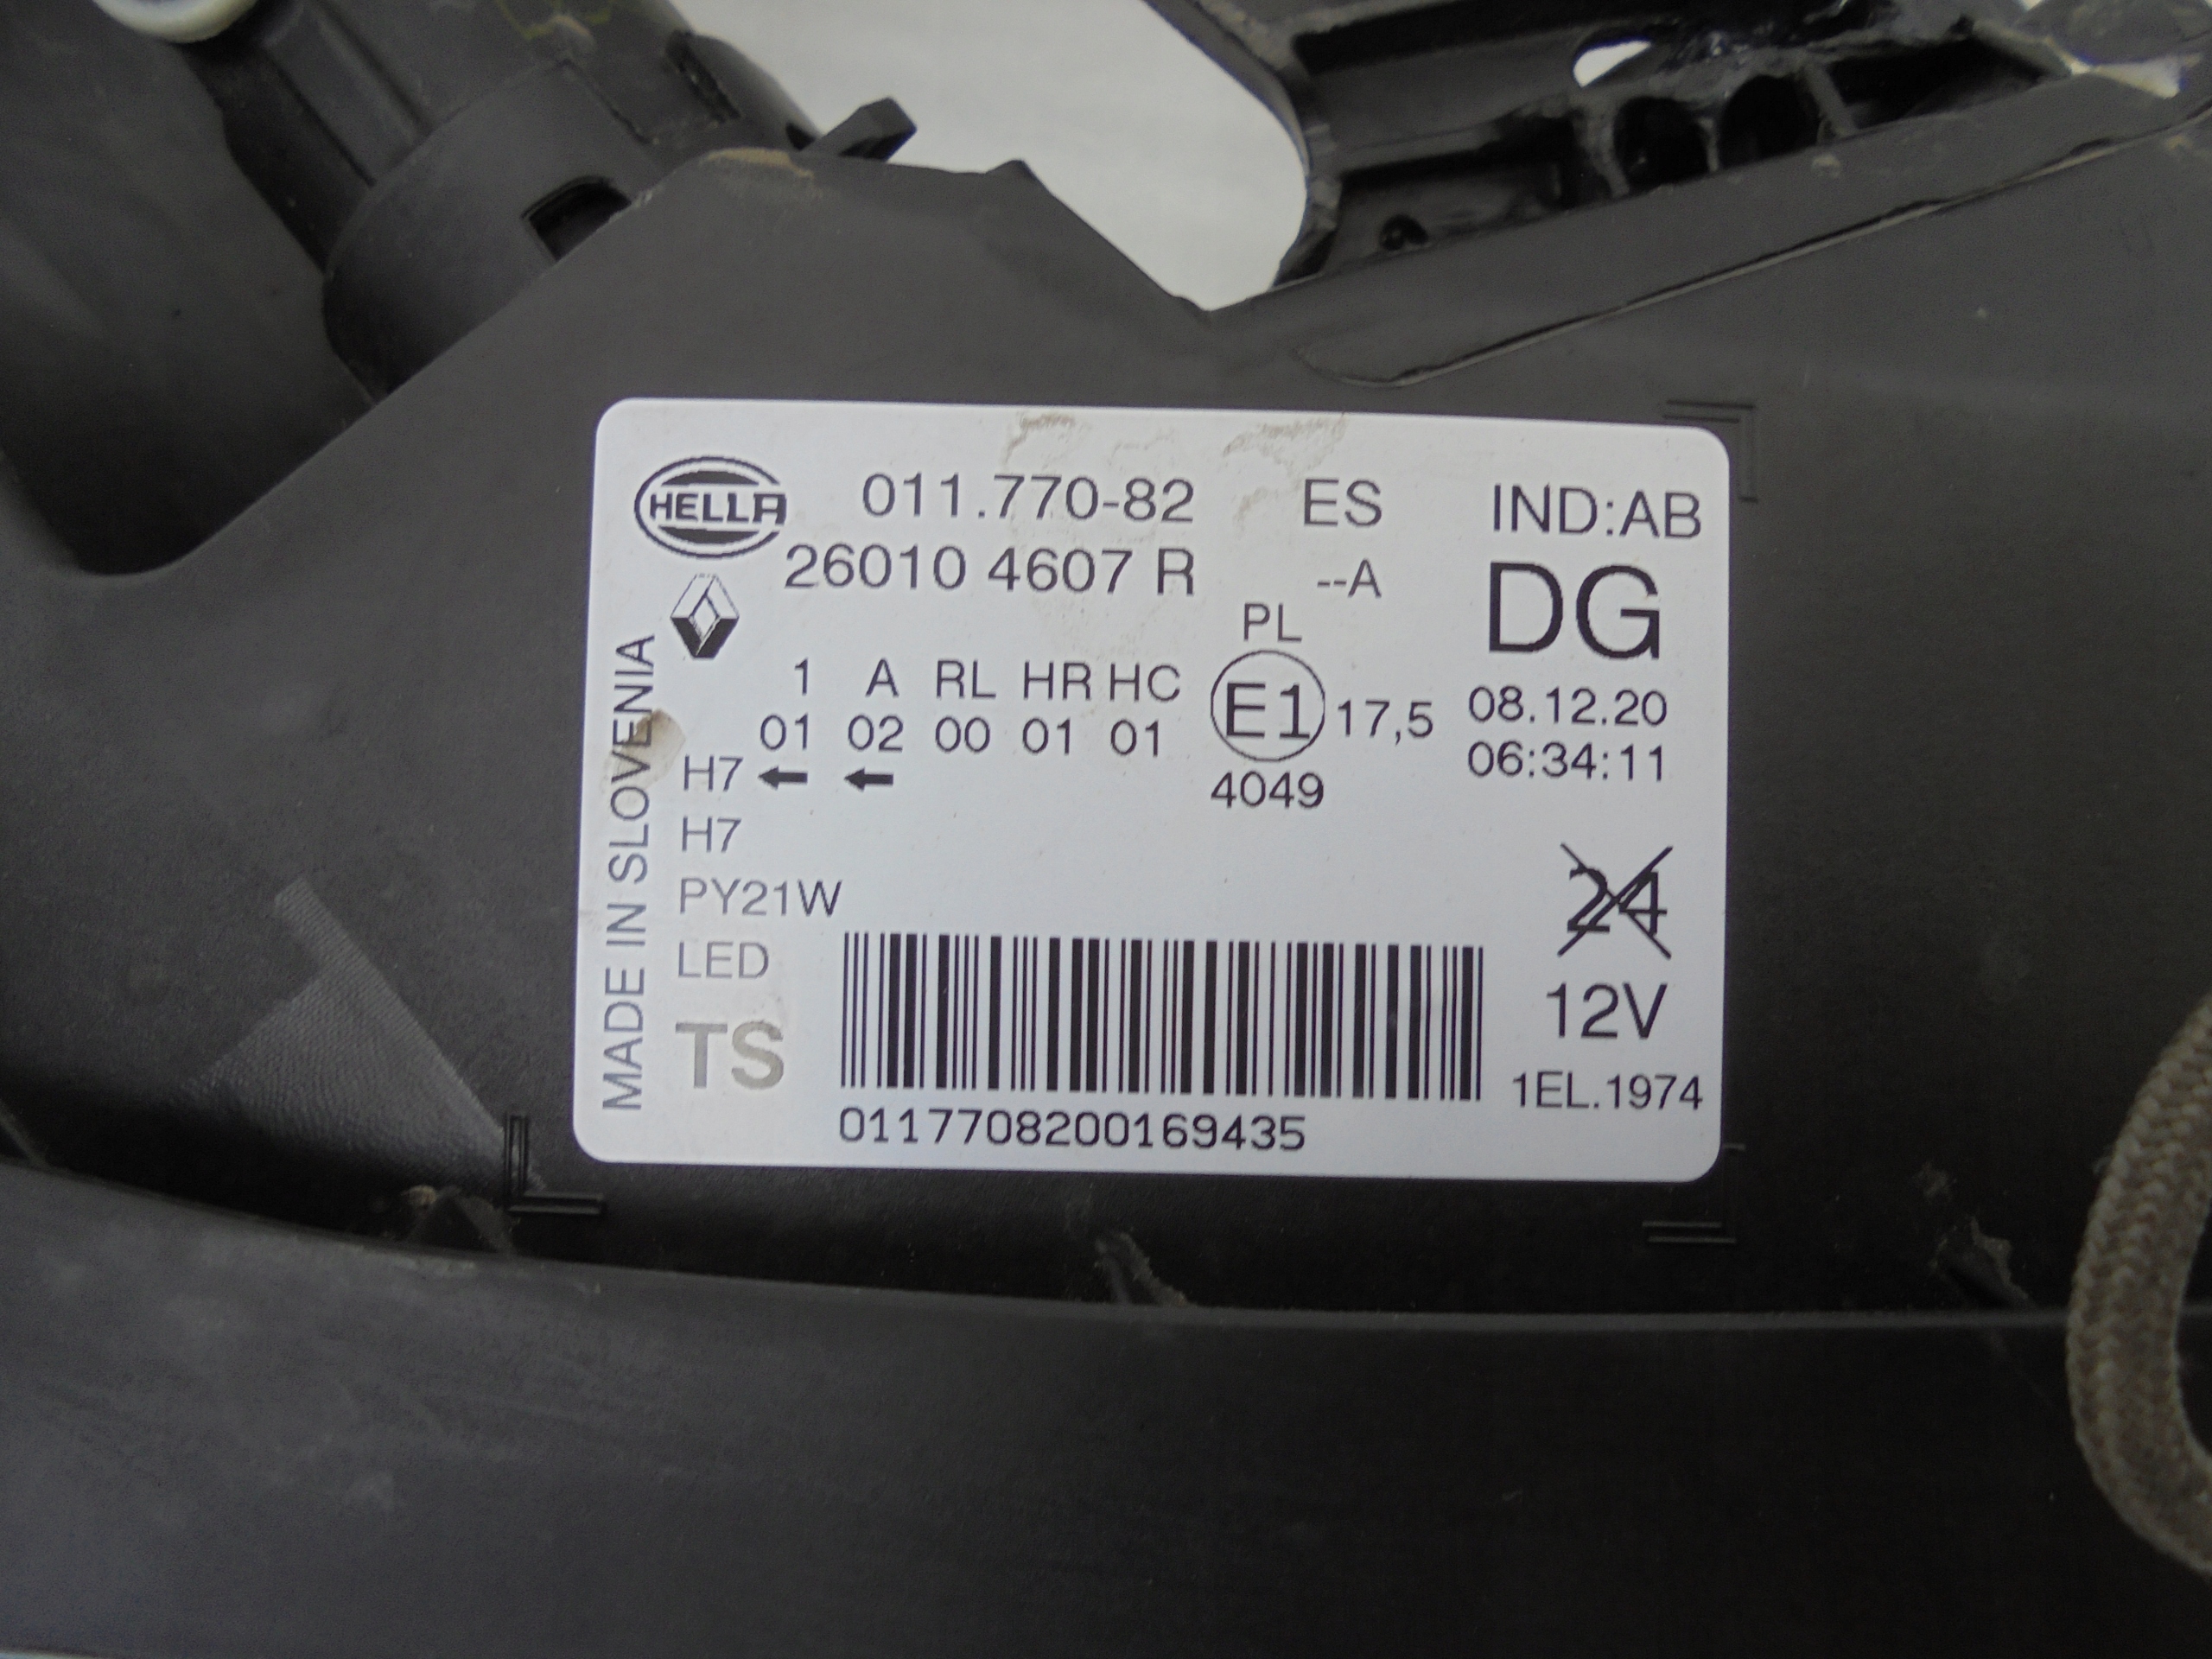 HELLA 011.770-82 ES IND:AB
26010 4607 R --A DG
PL
1 A RL HR HC E1 17,5 08.12.20
01 02 00 01 01 06:34:11
H7 ← ← 4049
H7
PY21W 24
LED 12V
TS 1EL.1974
0117708200169435
MADE IN SLOVENIA